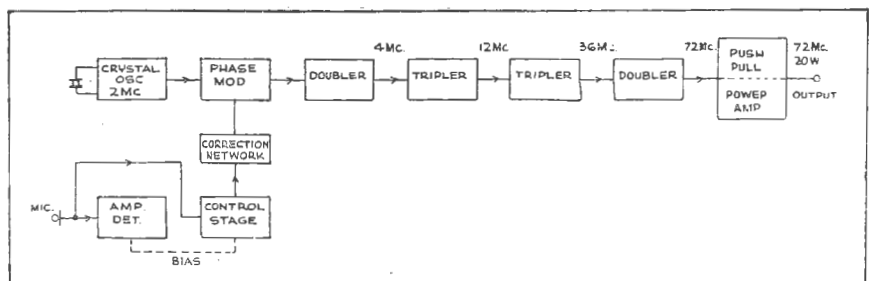 CRYSTAL
OSC
2MC
PHASE
MOD
DOUBLER
4MC.
TRIPLER
12MC
TRIPLER
36MC.
DOUBLER
72MC.
PUSH
PULL
POWER
AMP
72MC.
20W
OUTPUT
CORRECTION
NETWORK
MIC.
AMP.
DET.
CONTROL
STAGE
BIAS